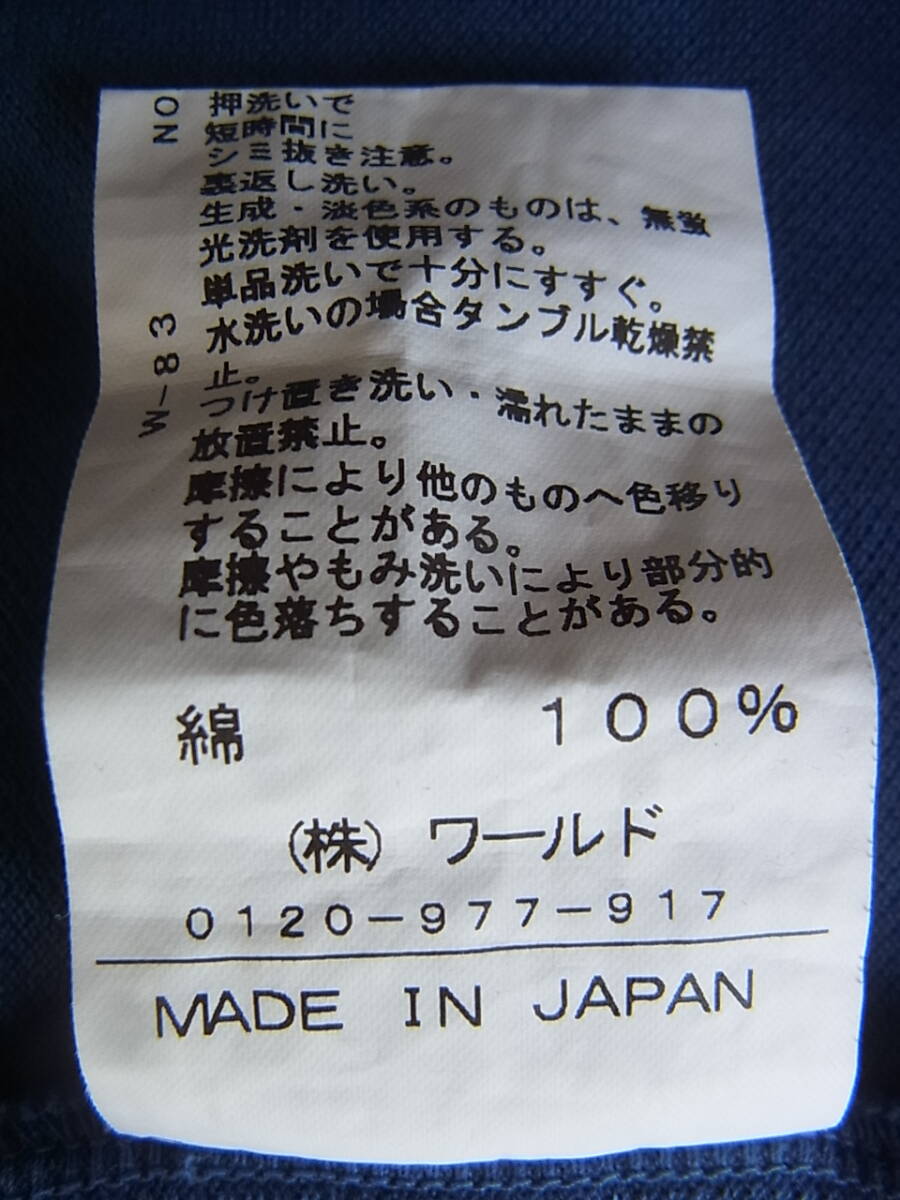 押洗いで
短時間に
シミ抜き注意。
裏返し洗い。
生成・淡色系のものは、無蛍
光洗剤を使用する。
単品洗いで十分にすすぐ。
水洗いの場合タンブル乾燥禁
止。
つけ置き洗い・濡れたままの
放置禁止。
摩擦により他のものへ色移り
することがある。
摩擦やもみ洗いにより部分的
に色落ちすることがある。
NO
W-83
綿 100%
(株) ワールド
0120-977-917
MADE IN JAPAN